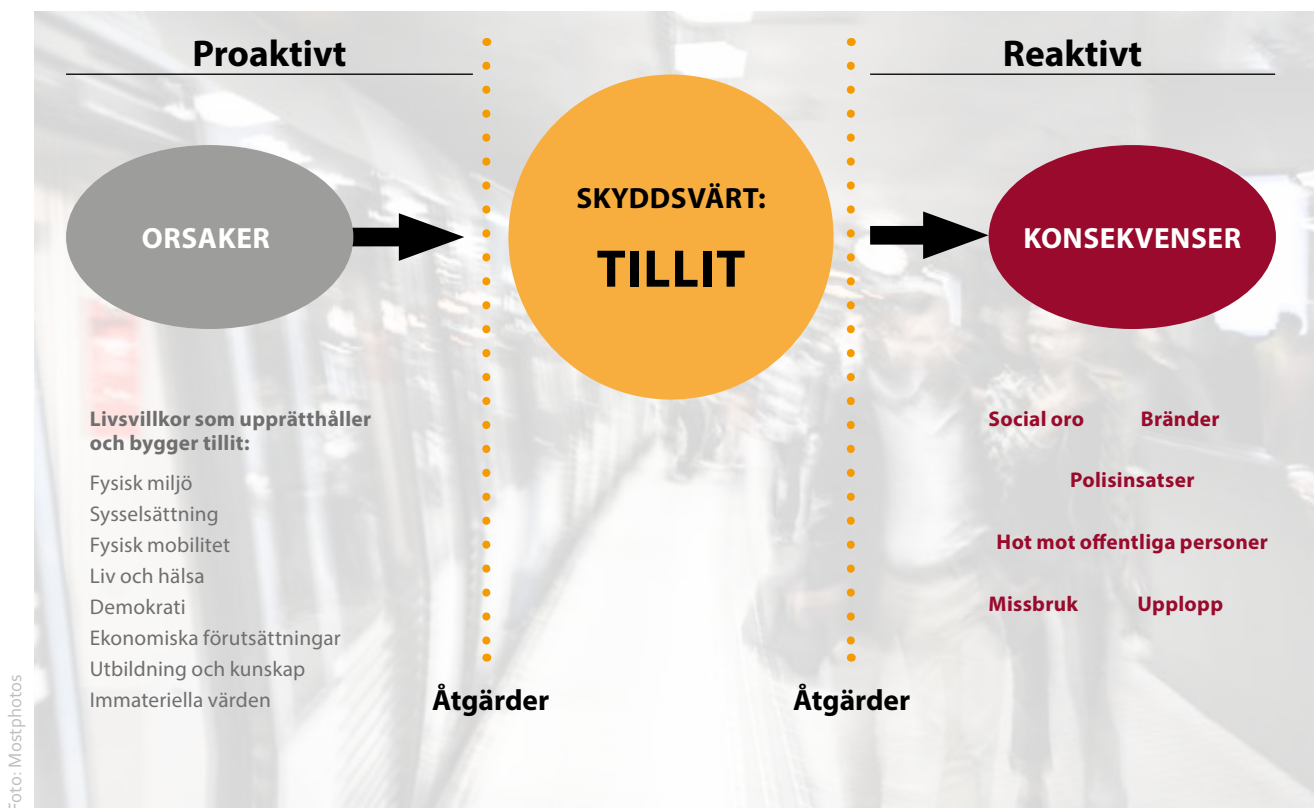 Proaktivt
Reaktivt
ORSAKER
SKYDDSVÄRT:
TILLIT
KONSEKVENSER
Livsvillkor som upprätthåller
och bygger tillit:
Fysisk miljö
Sysselsättning
Fysisk mobilitet
Liv och hälsa
Demokrati
Ekonomiska förutsättningar
Utbildning och kunskap
Immateriella värden
Åtgärder
Åtgärder
Social oro
Bränder
Polisinsatser
Hot mot offentliga personer
Missbruk
Upplopp
Foto: Mostphotos